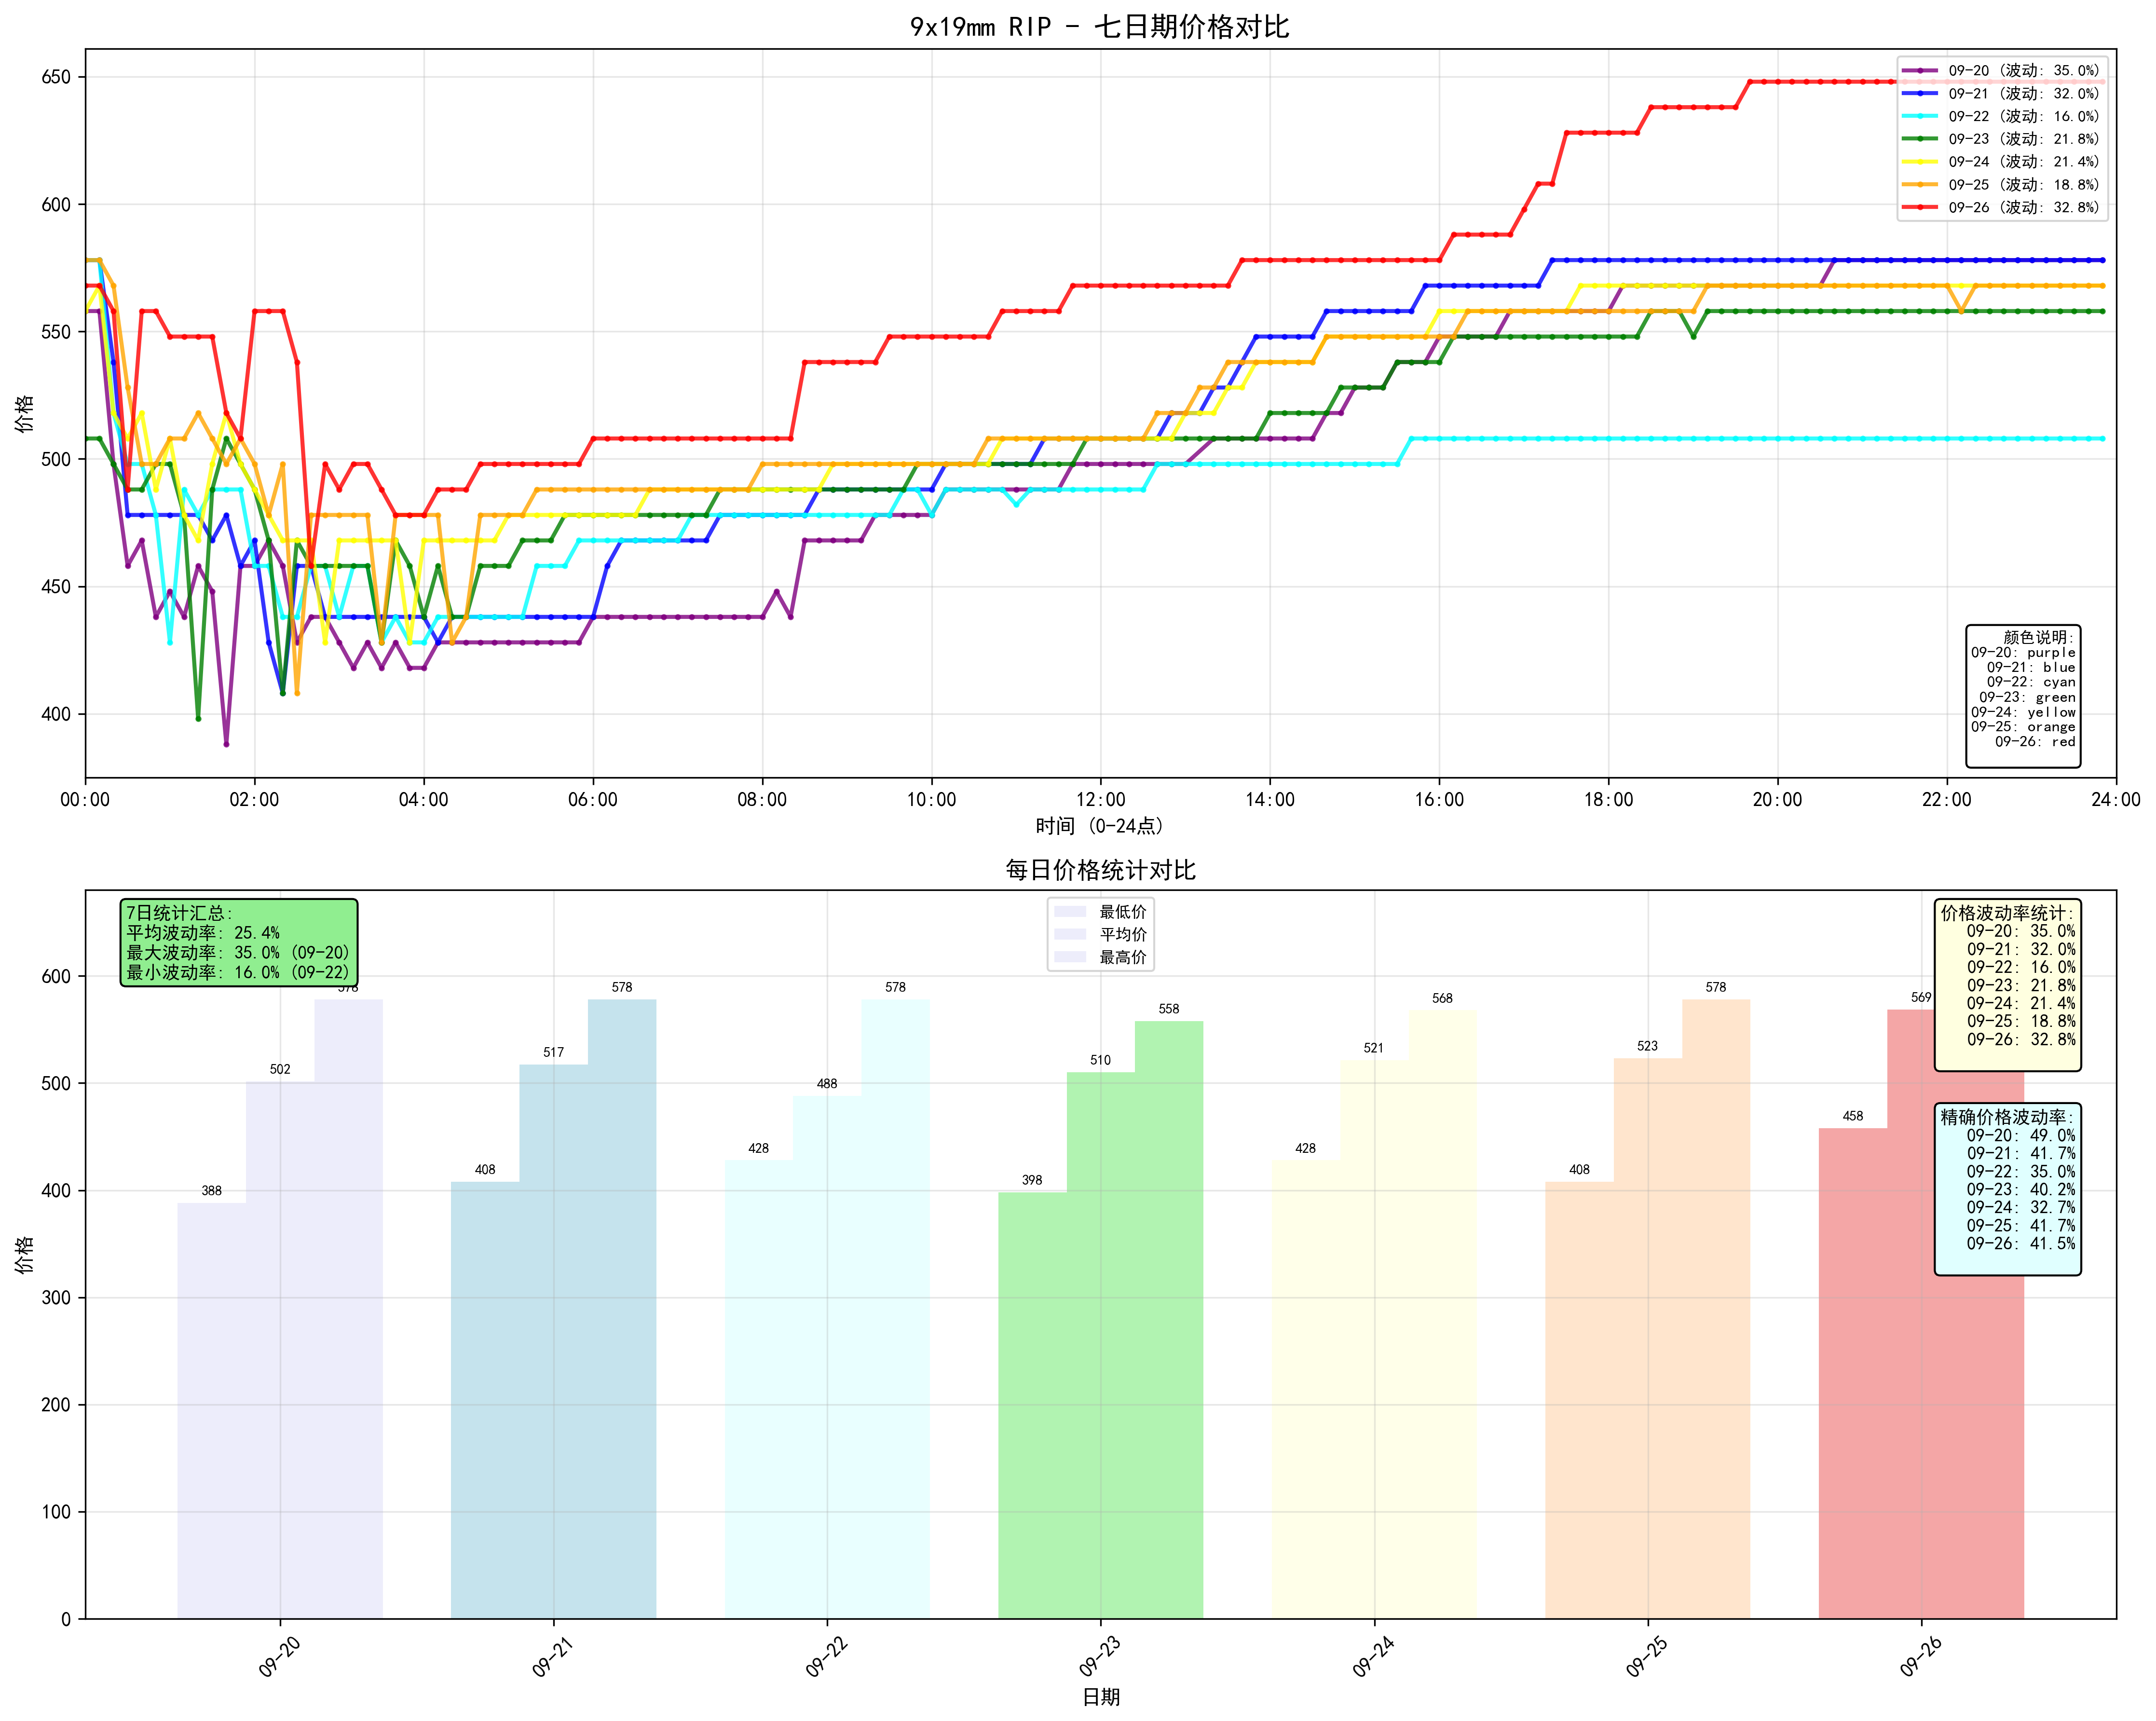 9x19mm RIP - 七日期价格对比
650
600
550
500
450
400
价格
09-20 (波动: 35.0%)
09-21 (波动: 32.0%)
09-22 (波动: 16.0%)
09-23 (波动: 21.8%)
09-24 (波动: 21.4%)
09-25 (波动: 18.8%)
09-26 (波动: 32.8%)
颜色说明:
09-20: purple
09-21: blue
09-22: cyan
09-23: green
09-24: yellow
09-25: orange
09-26: red
00:00 02:00 04:00 06:00 08:00 10:00 12:00 14:00 16:00 18:00 20:00 22:00 24:00
时间 (0-24点)
每日价格统计对比
7日统计汇总:
平均波动率: 25.4%
最大波动率: 35.0% (09-20)
最小波动率: 16.0% (09-22)
最低价
平均价
最高价
价格波动率统计:
09-20: 35.0%
09-21: 32.0%
09-22: 16.0%
09-23: 21.8%
09-24: 21.4%
09-25: 18.8%
09-26: 32.8%
精确价格波动率:
09-20: 49.0%
09-21: 41.7%
09-22: 35.0%
09-23: 40.2%
09-24: 32.7%
09-25: 41.7%
09-26: 41.5%
600
500
400
300
200
100
0
价格
388 502 578
408 517 578
428 488 578
398 510 558
428 521 568
408 523 578
458 569
09-20 09-21 09-22 09-23 09-24 09-25 09-26
日期